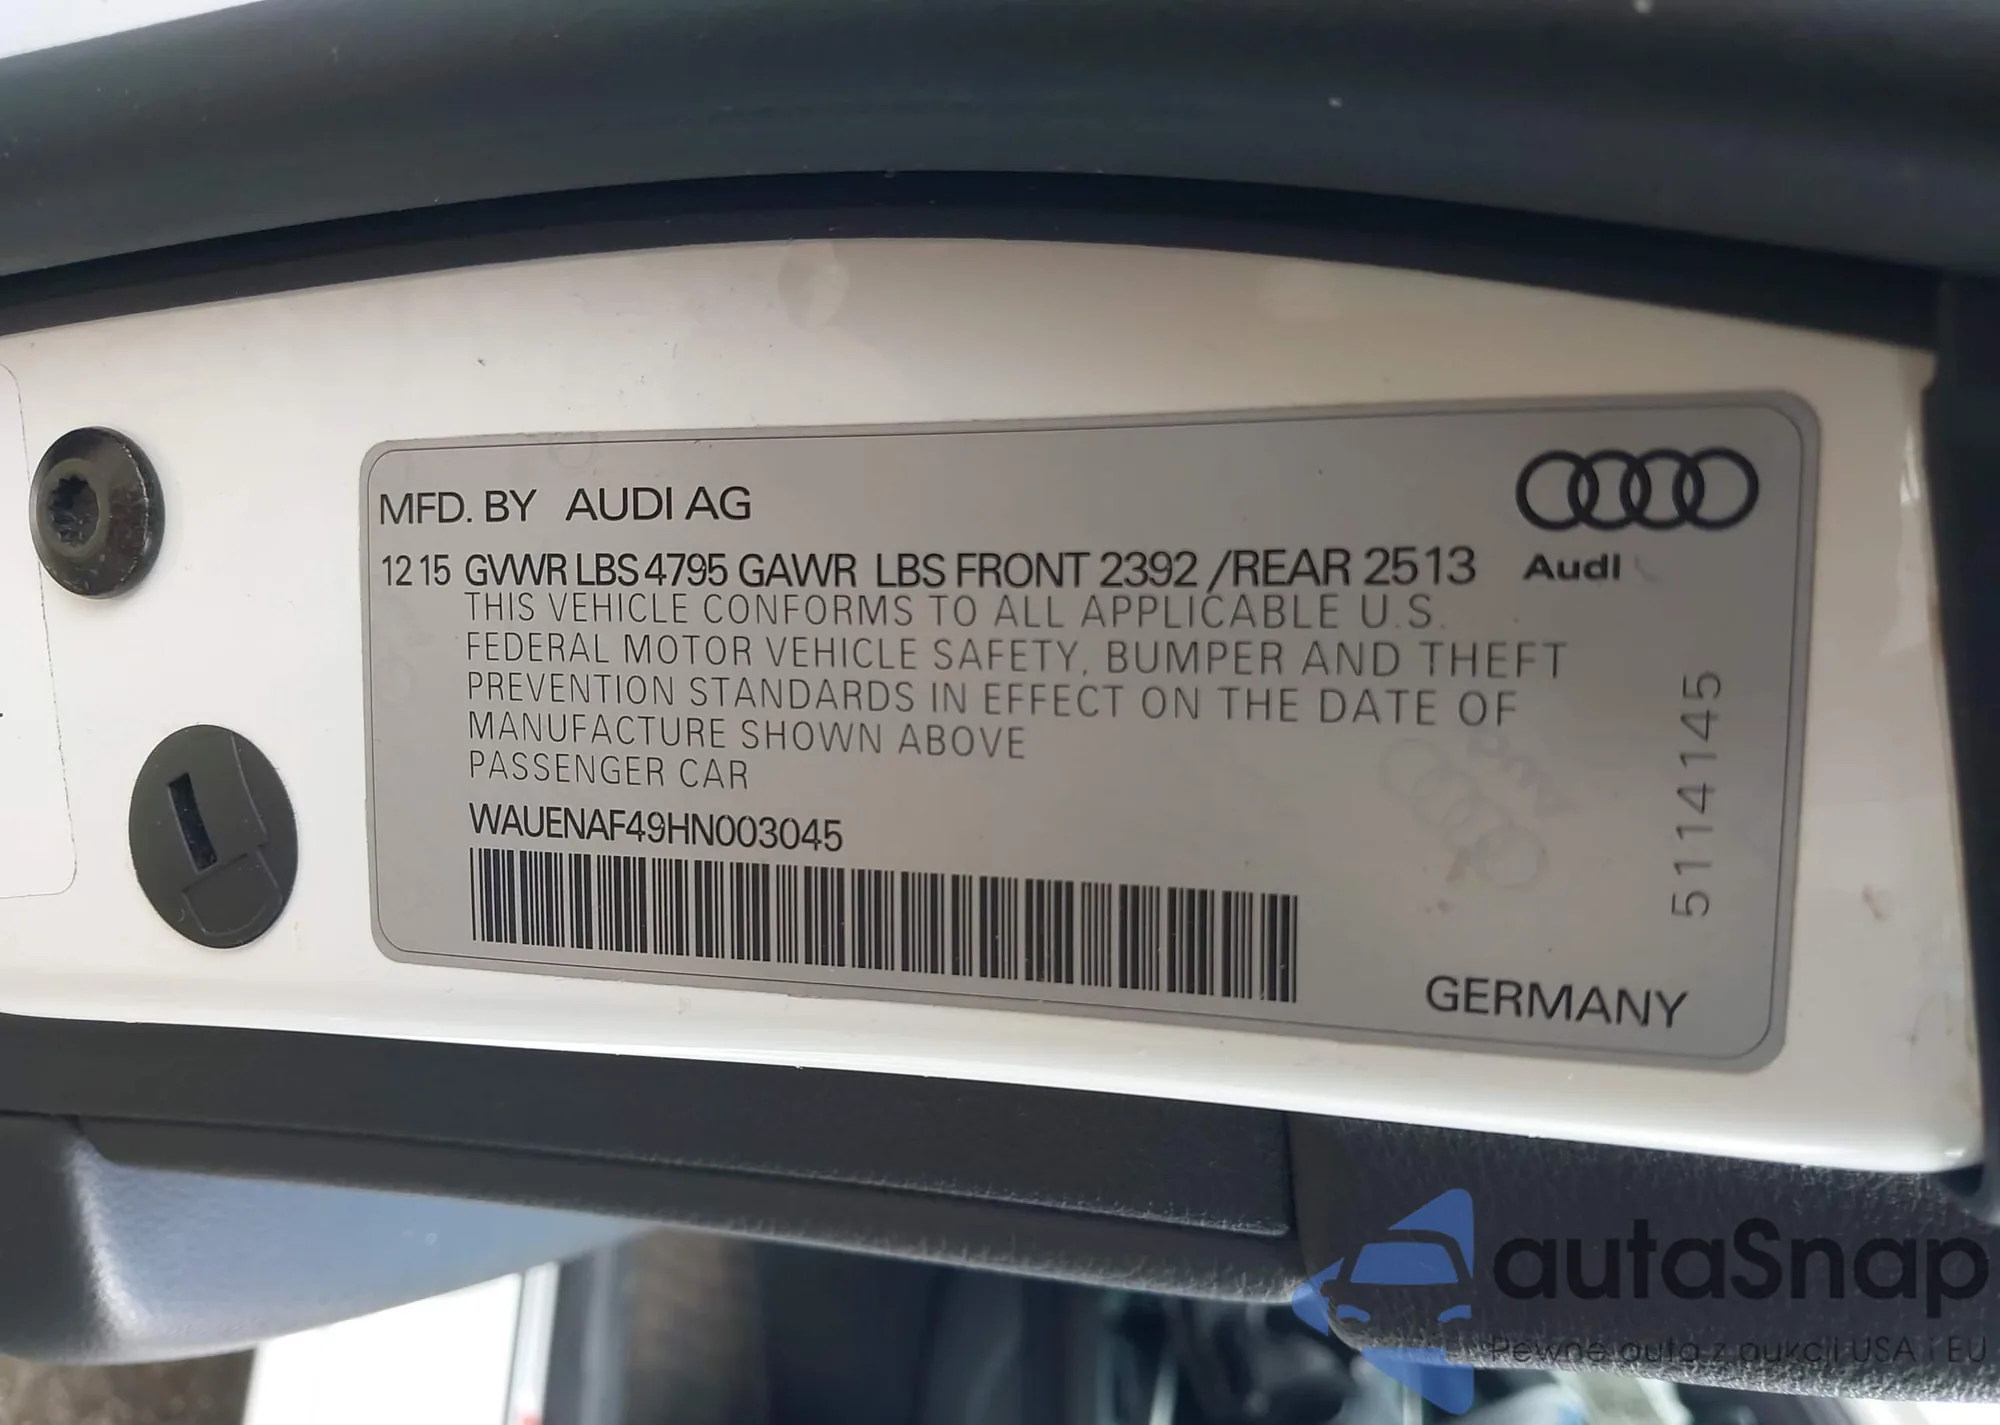 MFD. BY AUDI AG
12 15 GVWR LBS 4795 GAWR LBS FRONT 2392 /REAR 2513
Audi
THIS VEHICLE CONFORMS TO ALL APPLICABLE U.S.
FEDERAL MOTOR VEHICLE SAFETY, BUMPER AND THEFT
PREVENTION STANDARDS IN EFFECT ON THE DATE OF
MANUFACTURE SHOWN ABOVE
PASSENGER CAR
WAUENAF49HN003045
5114145
GERMANY
autaSnap
Pewne auta z aukcji USA i EU